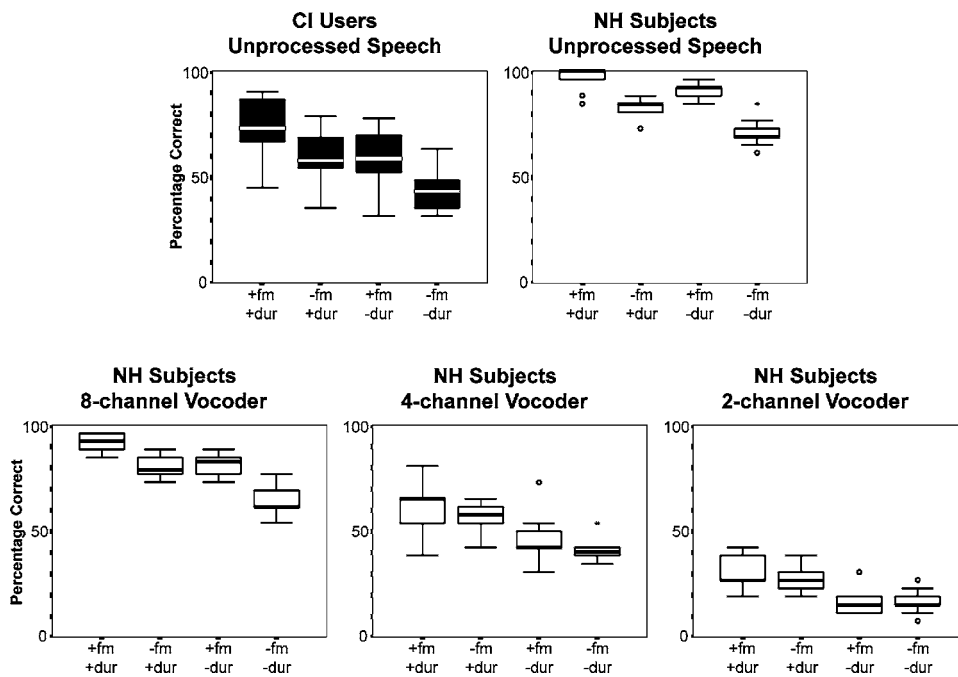 CI Users
Unprocessed Speech
NH Subjects
Unprocessed Speech
Percentage Correct
100
50
0
+fm
+dur
-fm
+dur
+fm
-dur
-fm
-dur
100
50
0
+fm
+dur
-fm
+dur
+fm
-dur
-fm
-dur
NH Subjects
8-channel Vocoder
NH Subjects
4-channel Vocoder
NH Subjects
2-channel Vocoder
Percentage Correct
100
50
0
+fm
+dur
-fm
+dur
+fm
-dur
-fm
-dur
100
50
0
+fm
+dur
-fm
+dur
+fm
-dur
-fm
-dur
100
50
0
+fm
+dur
-fm
+dur
+fm
-dur
-fm
-dur